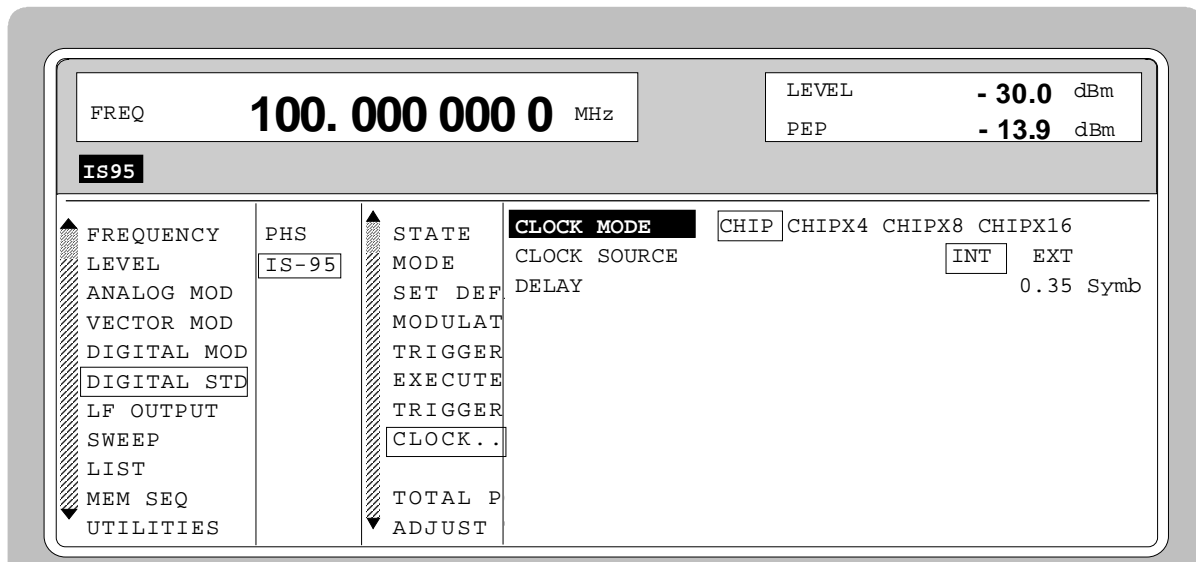 FREQ 100. 000 000 0 MHz
LEVEL - 30.0 dBm
PEP - 13.9 dBm
IS95
FREQUENCY
LEVEL
ANALOG MOD
VECTOR MOD
DIGITAL MOD
DIGITAL STD
LF OUTPUT
SWEEP
LIST
MEM SEQ
UTILITIES
PHS
IS-95
STATE
MODE
SET DEF
MODULAT
TRIGGER
EXECUTE
TRIGGER
CLOCK..
TOTAL P
ADJUST
CLOCK MODE CHIP CHIPX4 CHIPX8 CHIPX16
CLOCK SOURCE INT EXT
DELAY 0.35 Symb